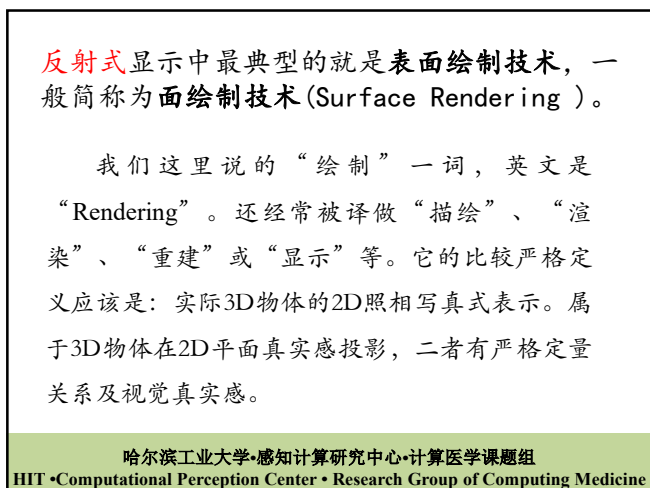 反射式显示中最典型的就是表面绘制技术，一
般简称为面绘制技术(Surface Rendering )。
我们这里说的“绘制”一词，英文是
“Rendering”。还经常被译做“描绘”、“渲
染”、“重建”或“显示”等。它的比较严格定
义应该是：实际3D物体的2D照相写真式表示。属
于3D物体在2D平面真实感投影，二者有严格定量
关系及视觉真实感。
哈尔滨工业大学•感知计算研究中心•计算医学课题组
HIT •Computational Perception Center • Research Group of Computing Medicine